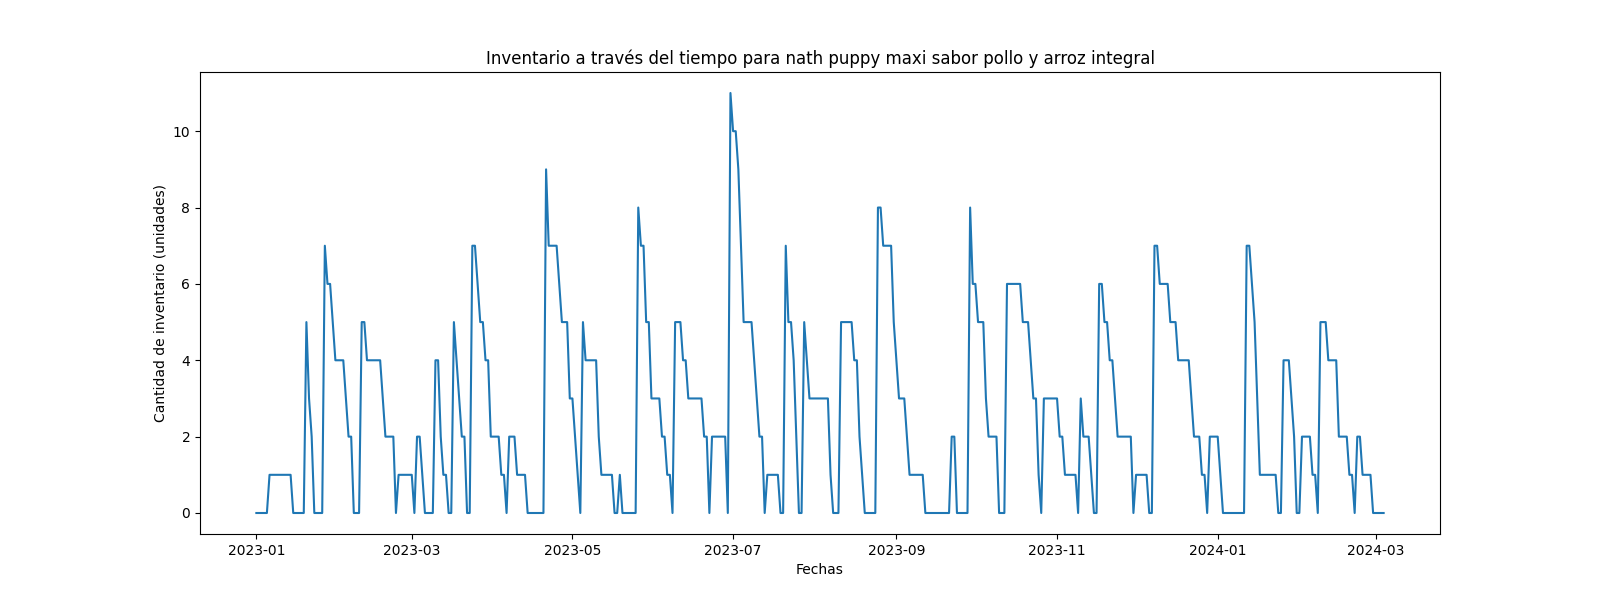 Inventario a través del tiempo para nath puppy maxi sabor pollo y arroz integral
Cantidad de inventario (unidades)
10
8
6
4
2
0
2023-01 2023-03 2023-05 2023-07 2023-09 2023-11 2024-01 2024-03
Fechas